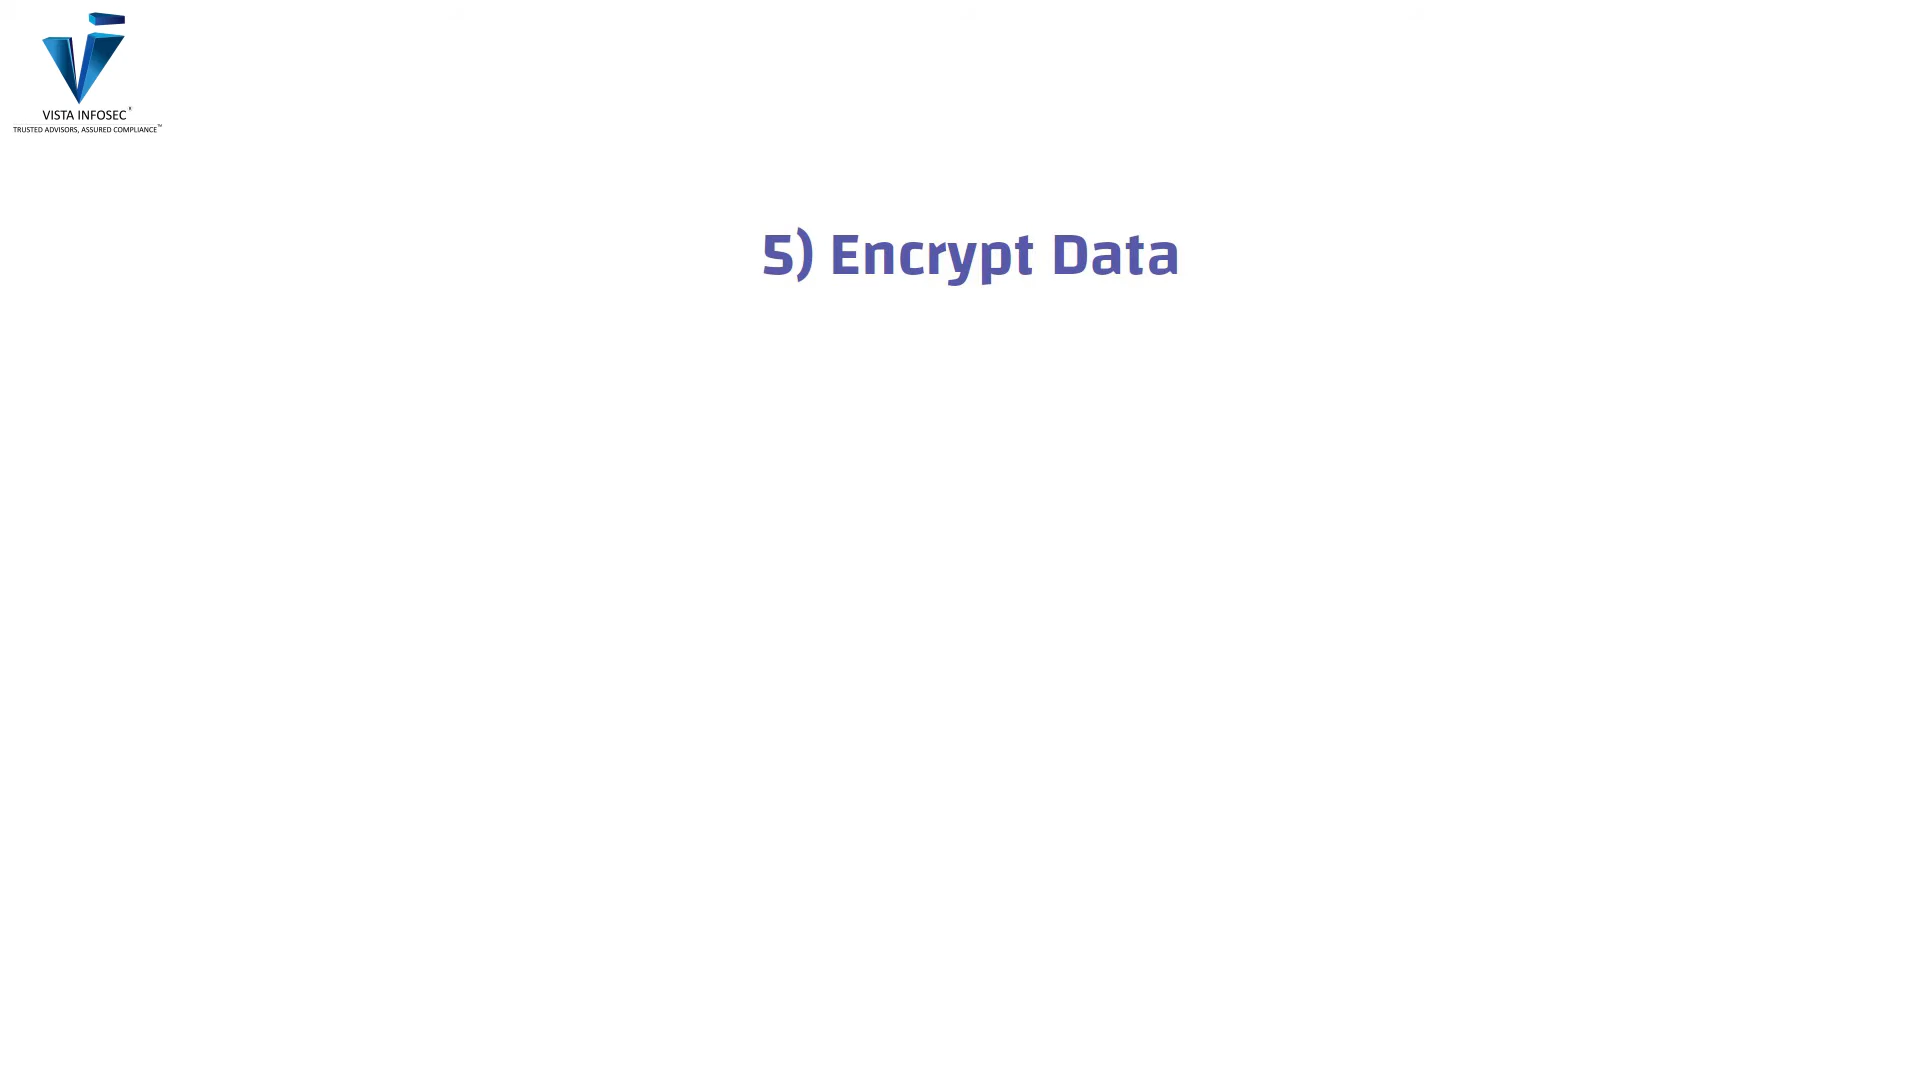 VISTA INFOSEC®
TRUSTED ADVISORS, ASSURED COMPLIANCE™
5) Encrypt Data